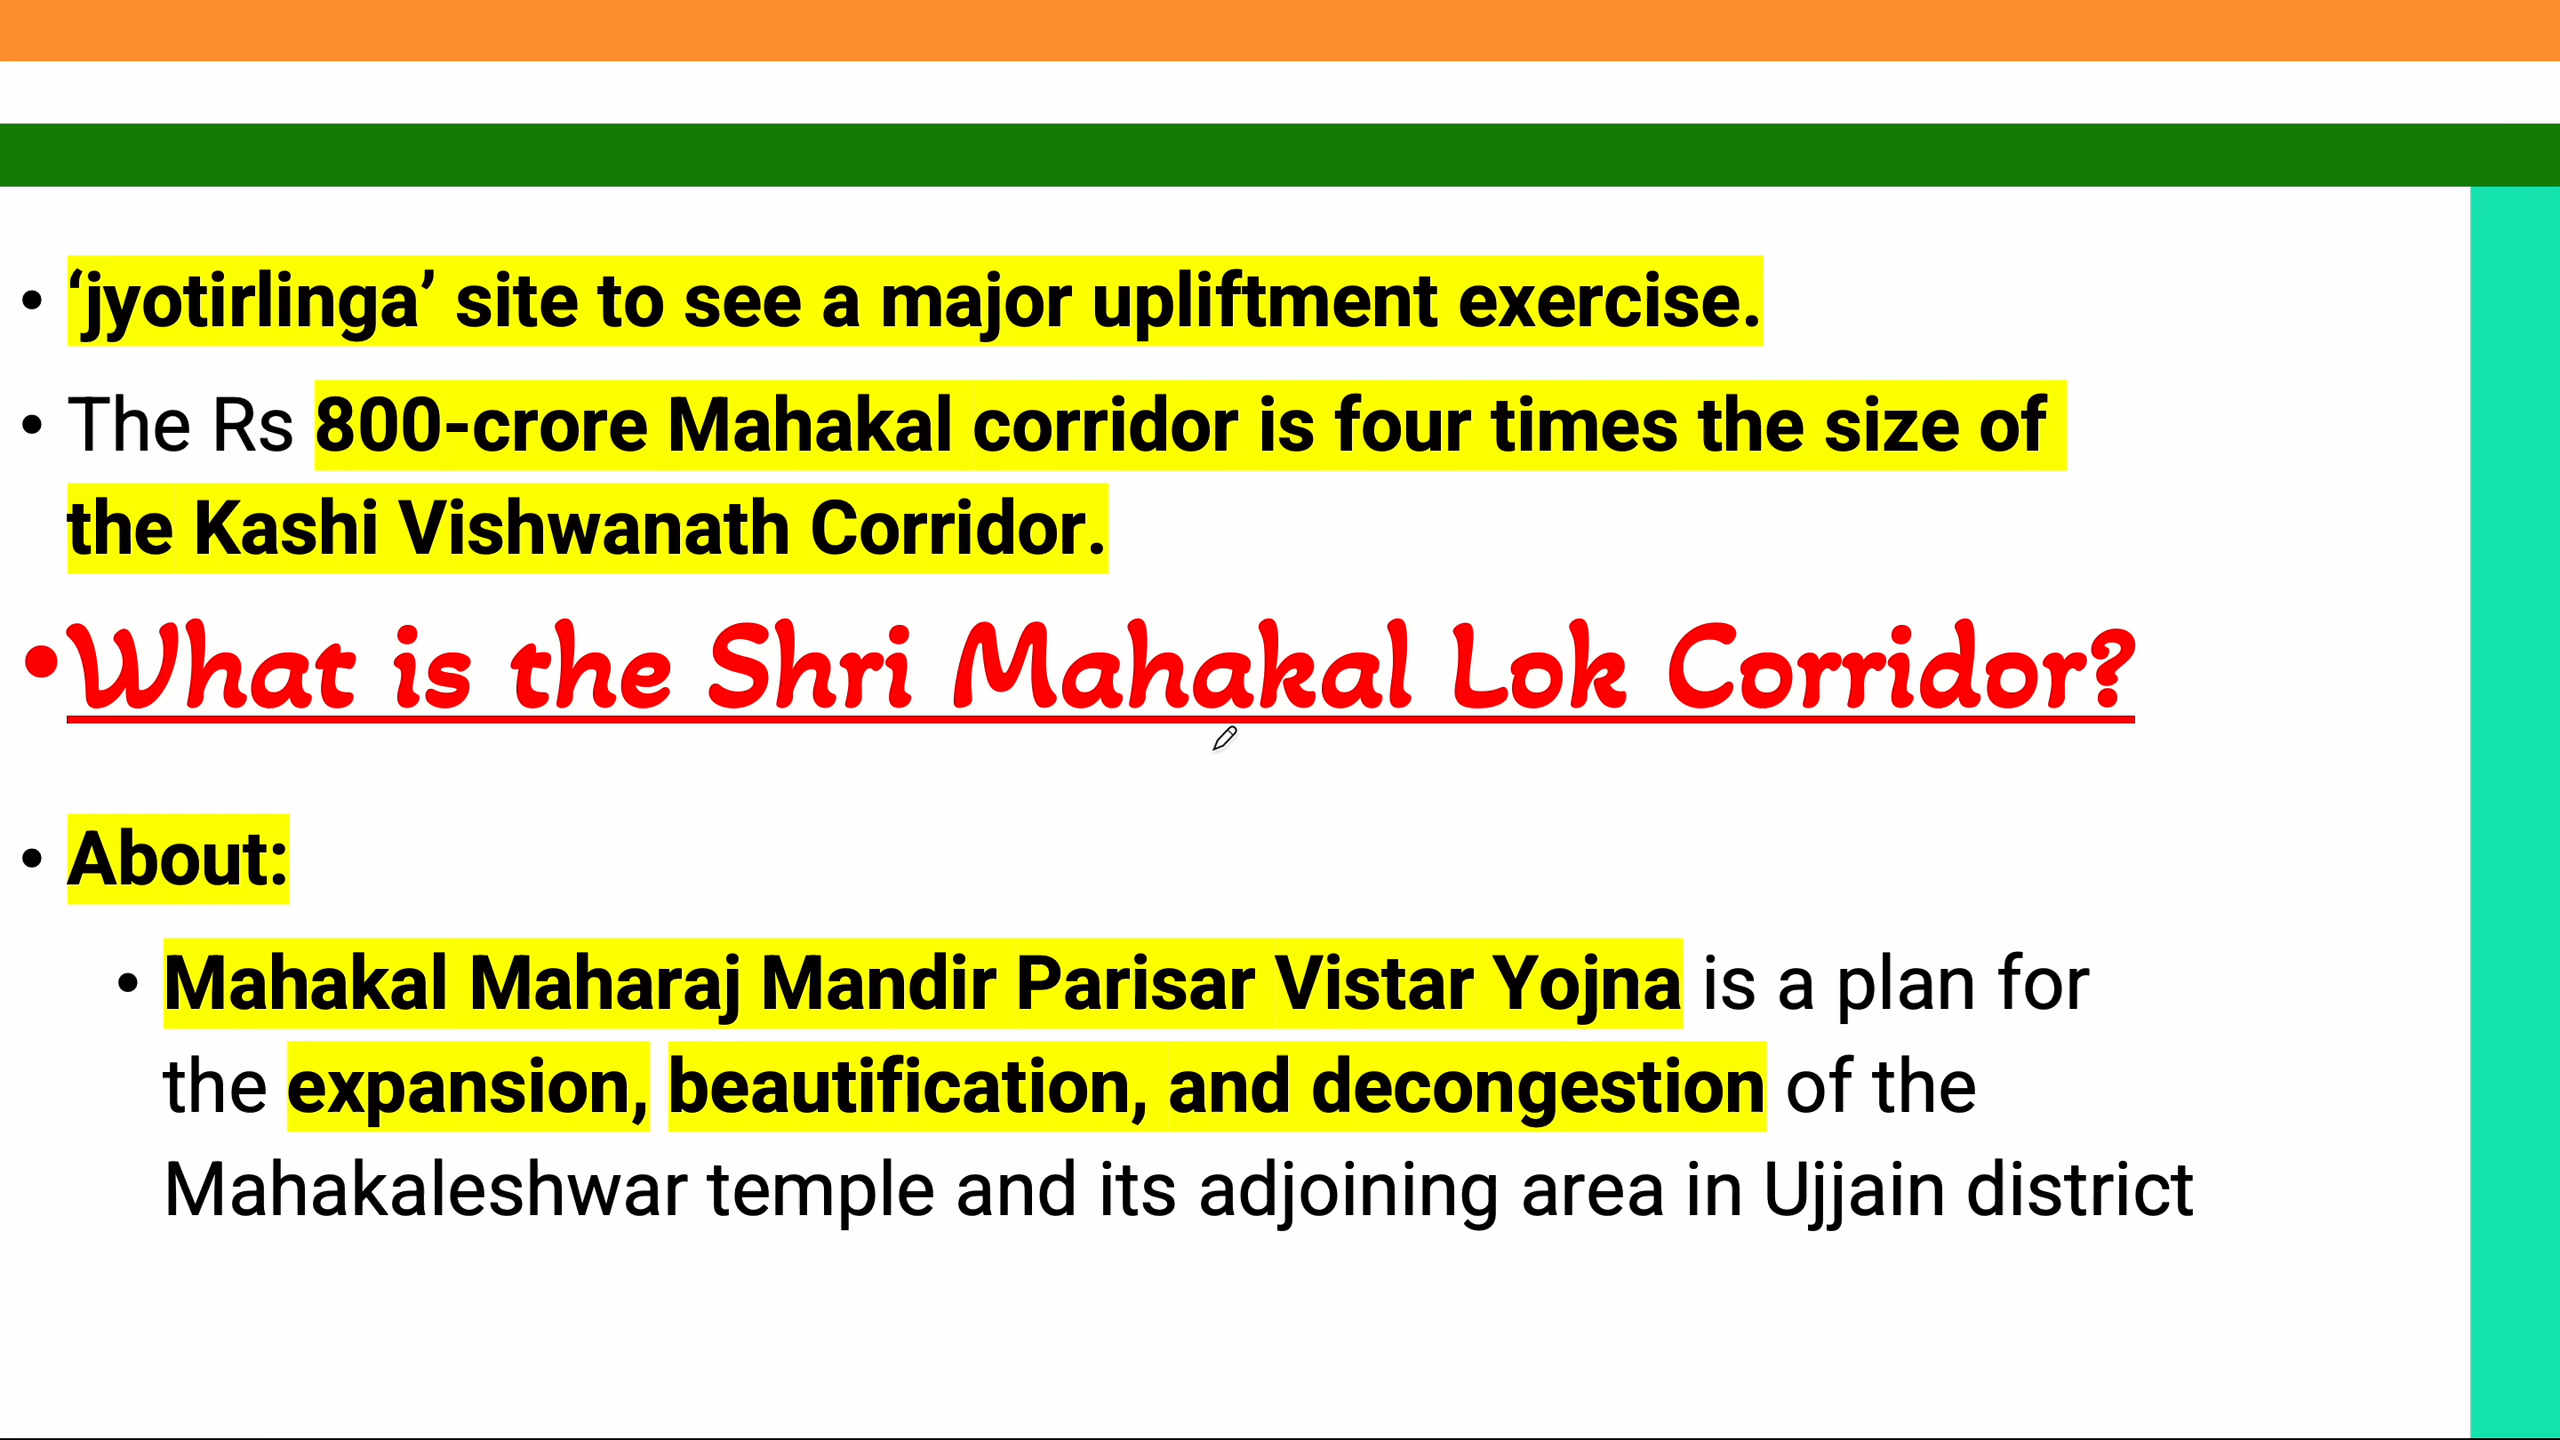 • ‘jyotirlinga’ site to see a major upliftment exercise.
• The Rs 800-crore Mahakal corridor is four times the size of
the Kashi Vishwanath Corridor.
• What is the Shri Mahakal Lok Corridor?
• About:
• Mahakal Maharaj Mandir Parisar Vistar Yojna is a plan for
the expansion, beautification, and decongestion of the
Mahakaleshwar temple and its adjoining area in Ujjain district